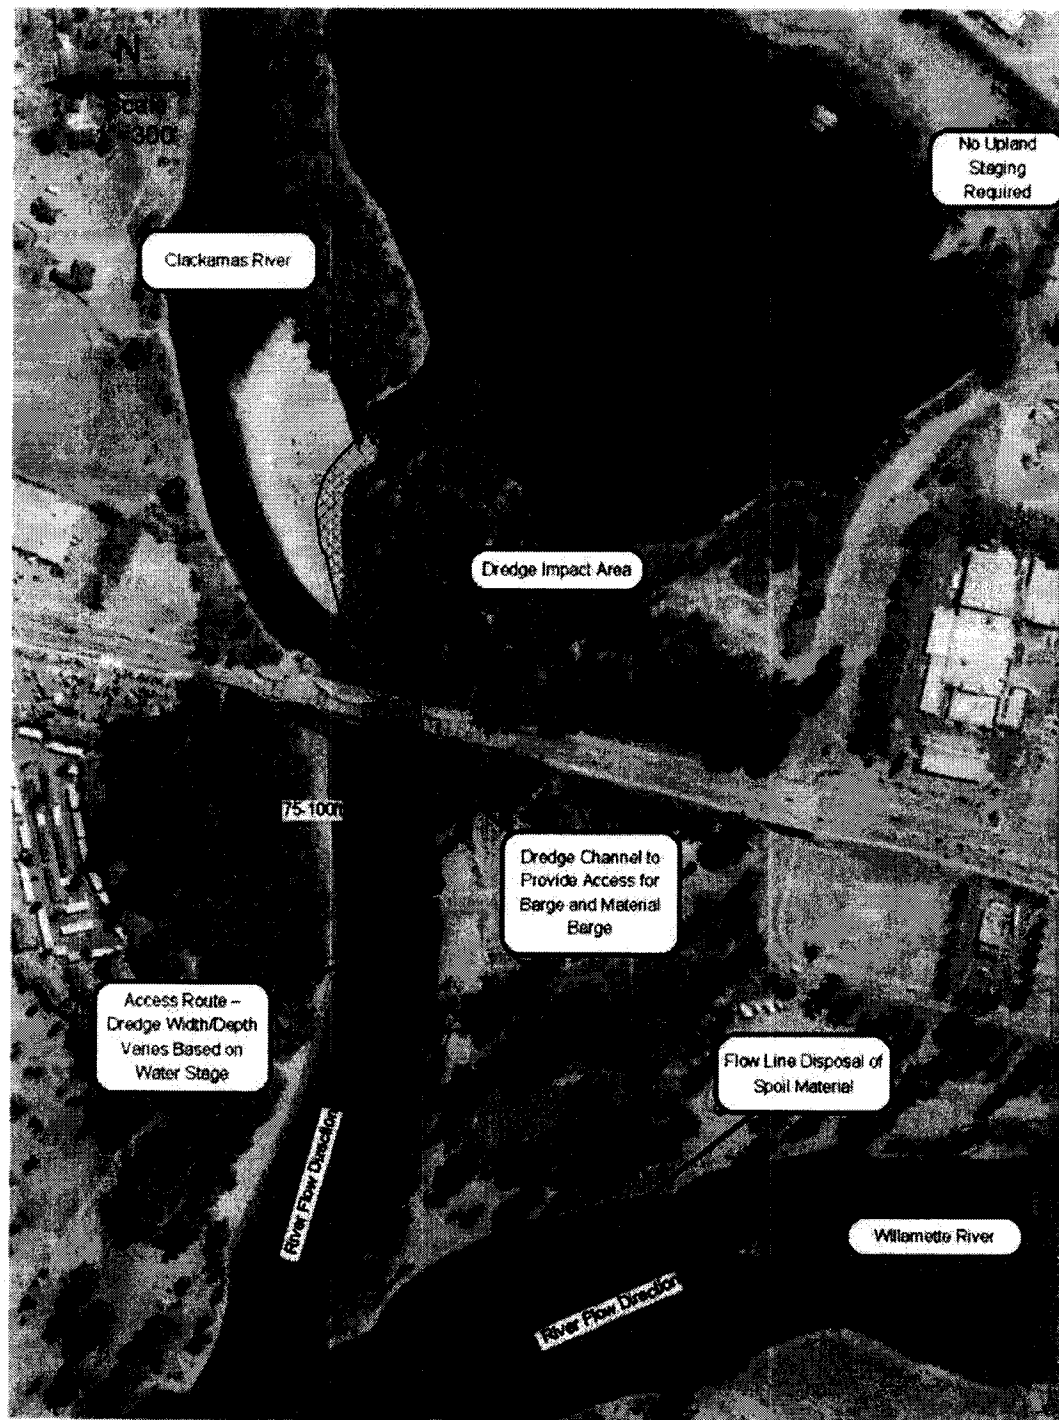 N
Scale
No Upland
Staging
Required
Clackamas River
Dredge Impact Area
Dredge Channel to
Provide Access for
Barge and Material
Barge
Access Route –
Dredge Width/Depth
Varies Based on
Water Stage
Flow Line Disposal of
Spoil Material
River Flow Direction
Willamette River
River Flow Direction